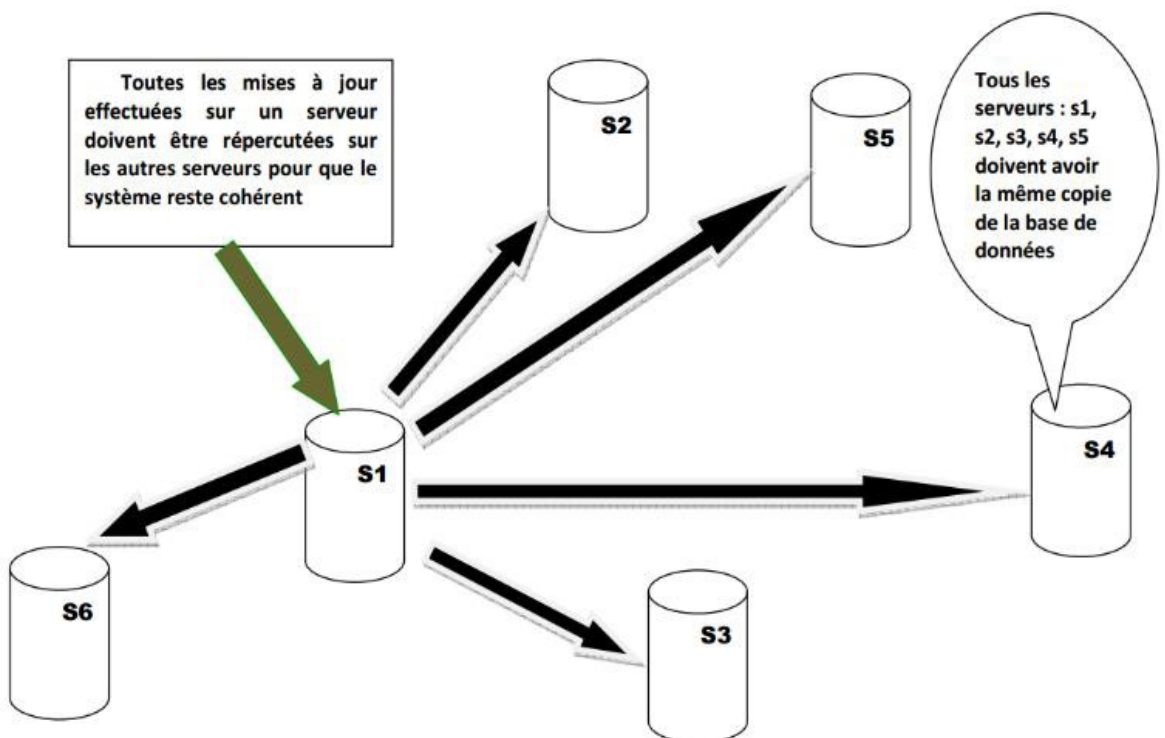 Toutes les mises à jour
effectuées sur un serveur
doivent être répercutées sur
les autres serveurs pour que le
système reste cohérent
S2
S5
Tous les
serveurs : s1,
s2, s3, s4, s5
doivent avoir
la même copie
de la base de
données
S1
S4
S6
S3